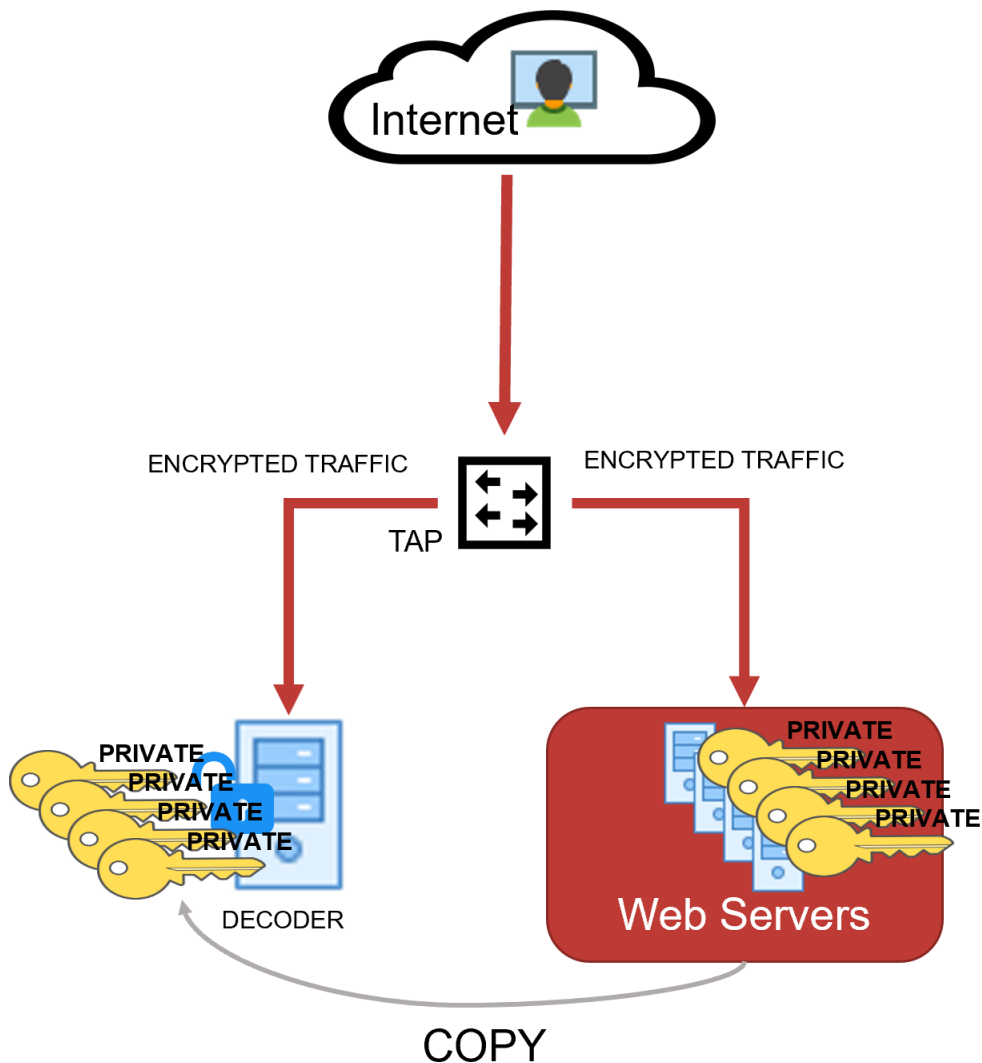 Internet
ENCRYPTED TRAFFIC
ENCRYPTED TRAFFIC
TAP
PRIVATE
PRIVATE
PRIVATE
PRIVATE
DECODER
PRIVATE
PRIVATE
PRIVATE
PRIVATE
Web Servers
COPY